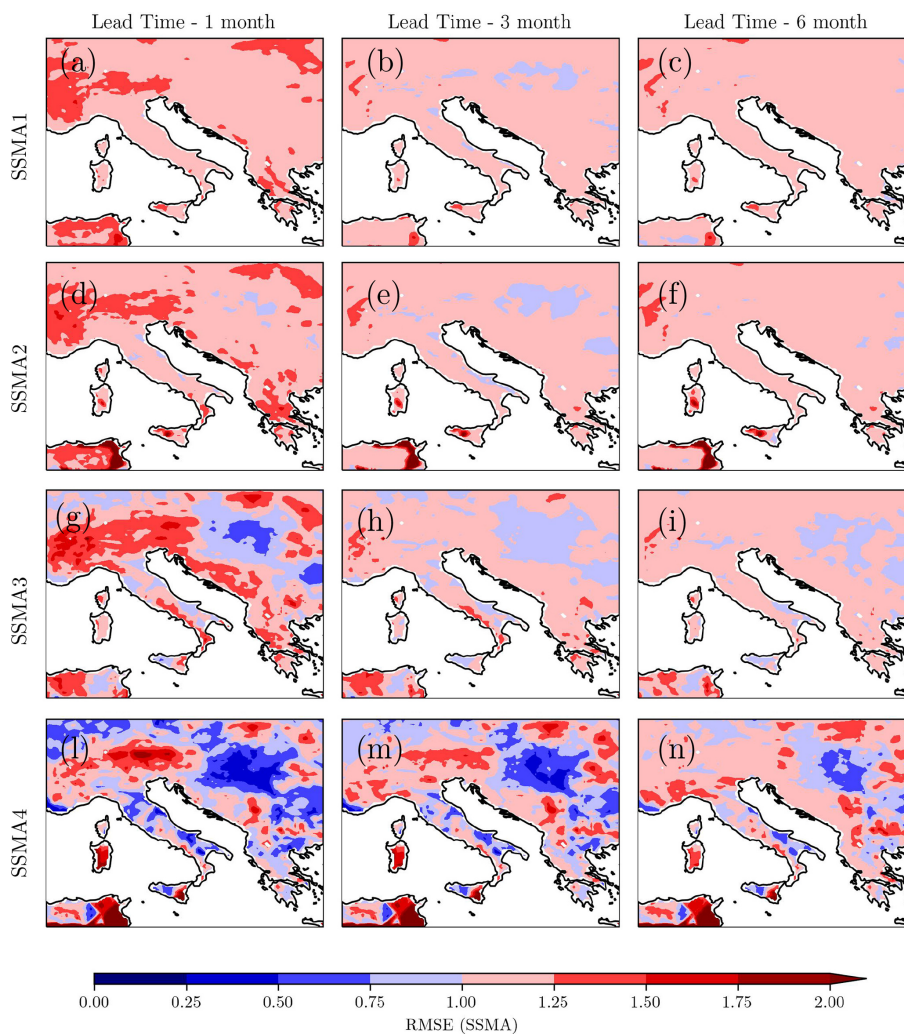 Lead Time - 1 month
Lead Time - 3 month
Lead Time - 6 month
SSMA1
(a)
(b)
(c)
SSMA2
(d)
(e)
(f)
SSMA3
(g)
(h)
(i)
SSMA4
(l)
(m)
(n)
0.00 0.25 0.50 0.75 1.00 1.25 1.50 1.75 2.00
RMSE (SSMA)